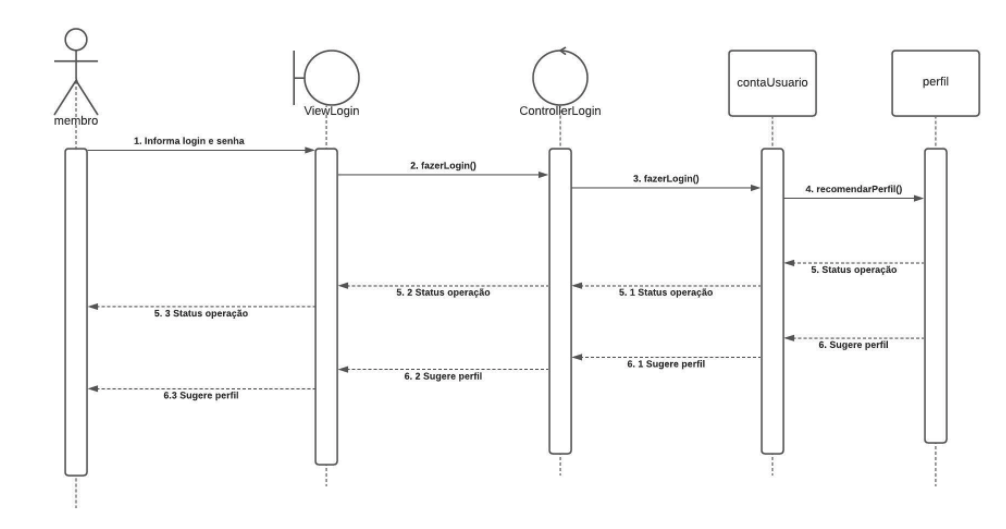 membro
ViewLogin
ControllerLogin
contaUsuario
perfil
1. Informa login e senha
2. fazerLogin()
3. fazerLogin()
4. recomendarPerfil()
5. Status operação
5. 1 Status operação
5. 2 Status operação
5. 3 Status operação
6. Sugere perfil
6. 1 Sugere perfil
6. 2 Sugere perfil
6.3 Sugere perfil